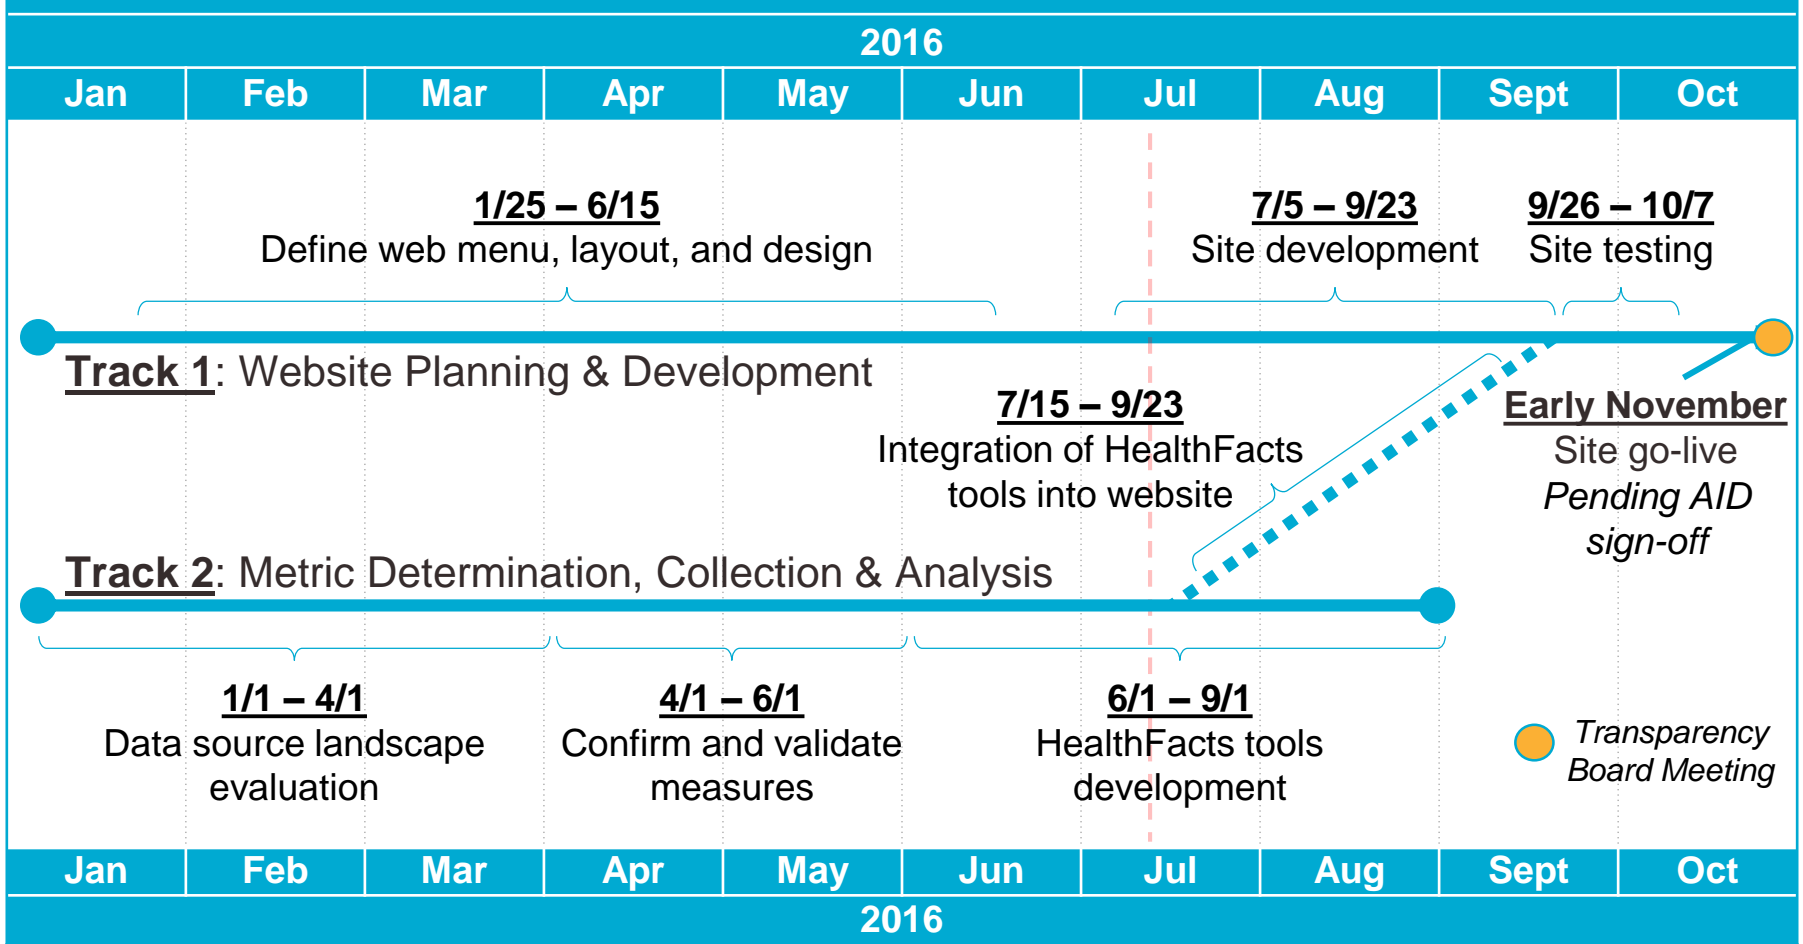 2016
Jan Feb Mar Apr May Jun Jul Aug Sept Oct
1/25 – 6/15
Define web menu, layout, and design
7/5 – 9/23
Site development
9/26 – 10/7
Site testing
Track 1: Website Planning & Development
7/15 – 9/23
Integration of HealthFacts
tools into website
Early November
Site go-live
Pending AID
sign-off
Track 2: Metric Determination, Collection & Analysis
1/1 – 4/1
Data source landscape
evaluation
4/1 – 6/1
Confirm and validate
measures
6/1 – 9/1
HealthFacts tools
development
Transparency
Board Meeting
Jan Feb Mar Apr May Jun Jul Aug Sept Oct
2016